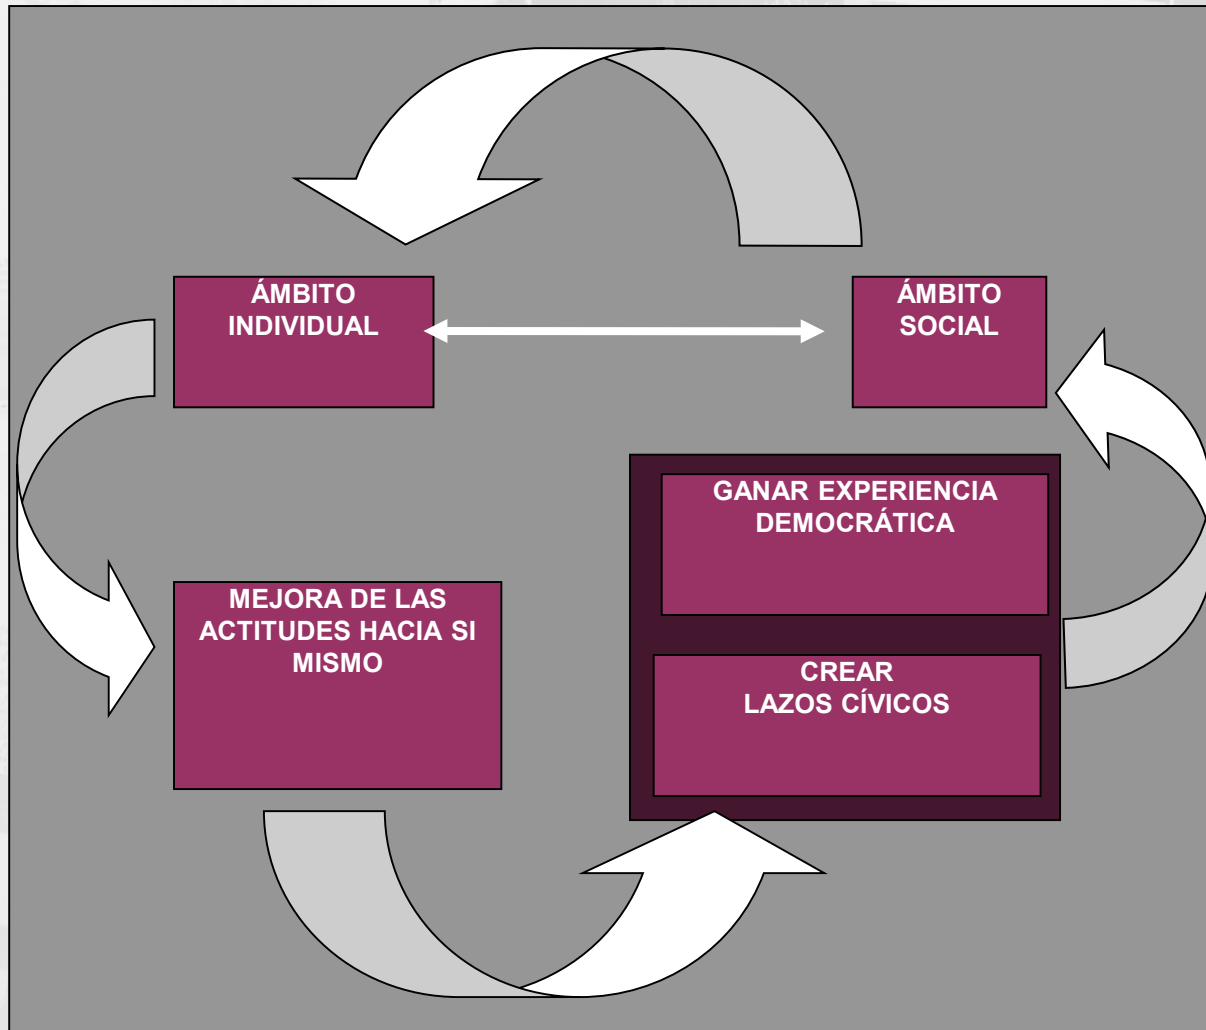 ÁMBITO
INDIVIDUAL
ÁMBITO
SOCIAL
GANAR EXPERIENCIA
DEMOCRÁTICA
MEJORA DE LAS
ACTITUDES HACIA SI
MISMO
CREAR
LAZOS CÍVICOS